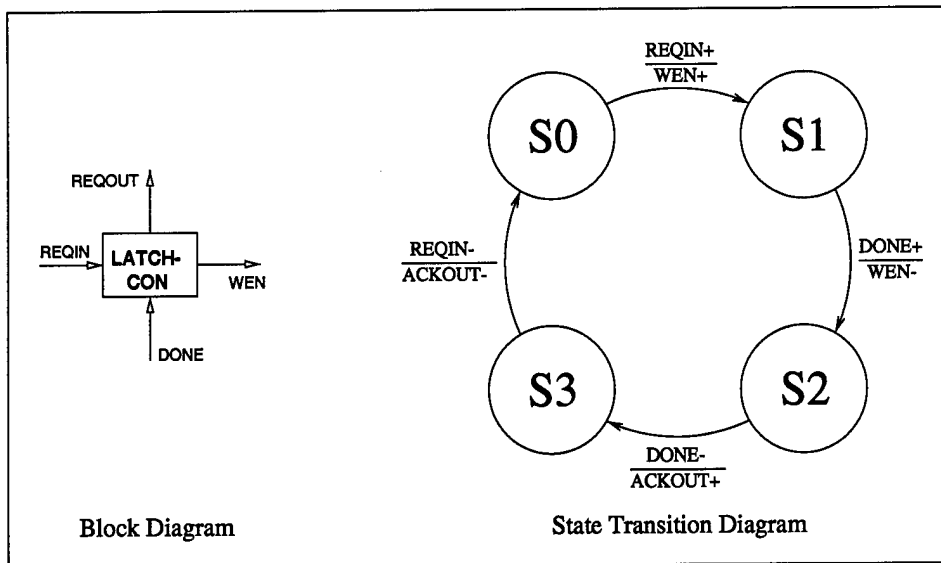 REQOUT
REQIN
LATCH-
CON
WEN
DONE
Block Diagram
REQIN+
WEN+
S0
S1
REQIN-
ACKOUT-
DONE+
WEN-
S3
S2
DONE-
ACKOUT+
State Transition Diagram